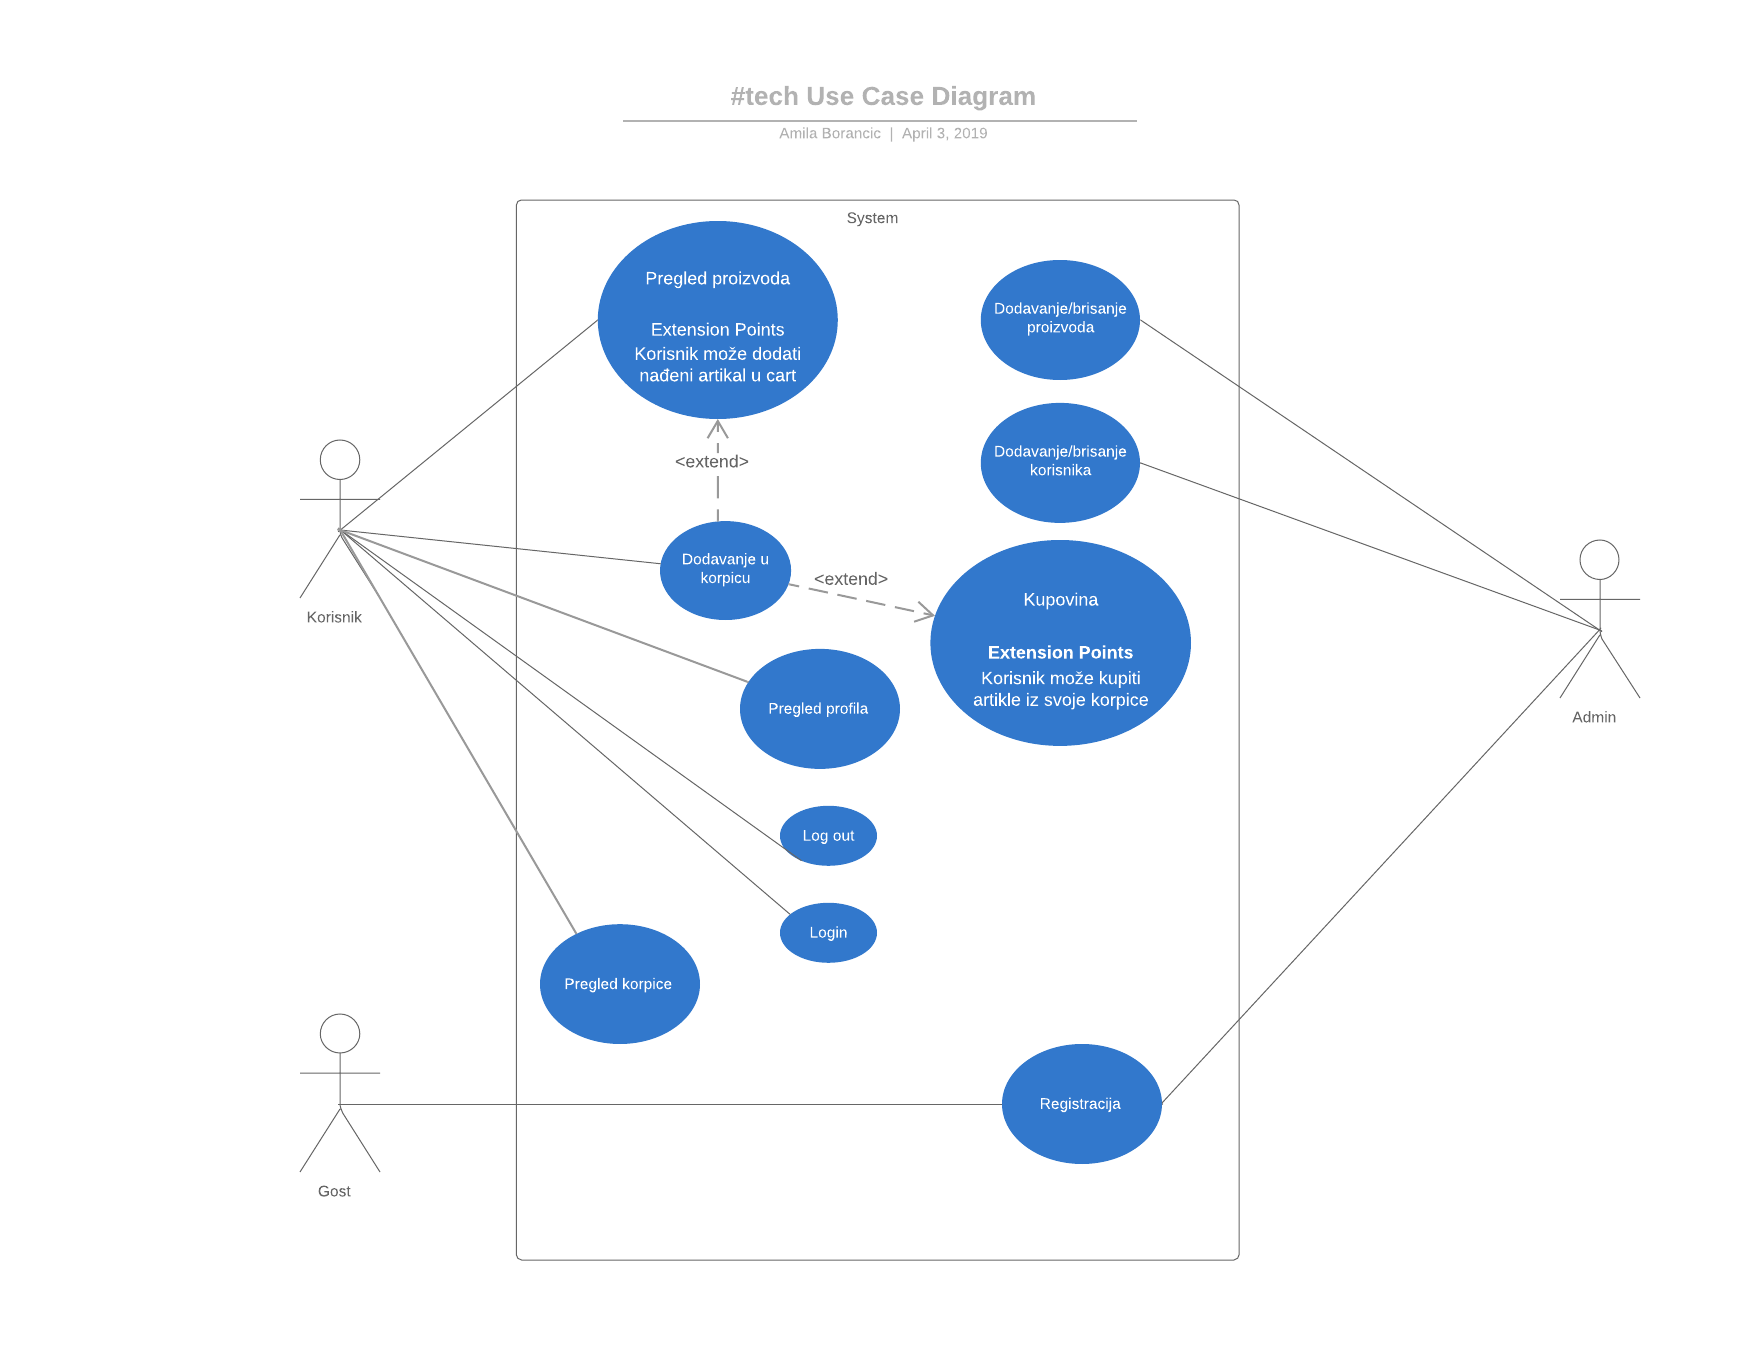 #tech Use Case Diagram
Amila Borancic | April 3, 2019
System
Pregled proizvoda
Extension Points
Korisnik može dodati
nađeni artikal u cart
Dodavanje/brisanje
proizvoda
<extend>
Dodavanje/brisanje
korisnika
Dodavanje u
korpicu
<extend>
Kupovina
Extension Points
Korisnik može kupiti
artikle iz svoje korpice
Korisnik
Pregled profila
Admin
Log out
Login
Pregled korpice
Registracija
Gost